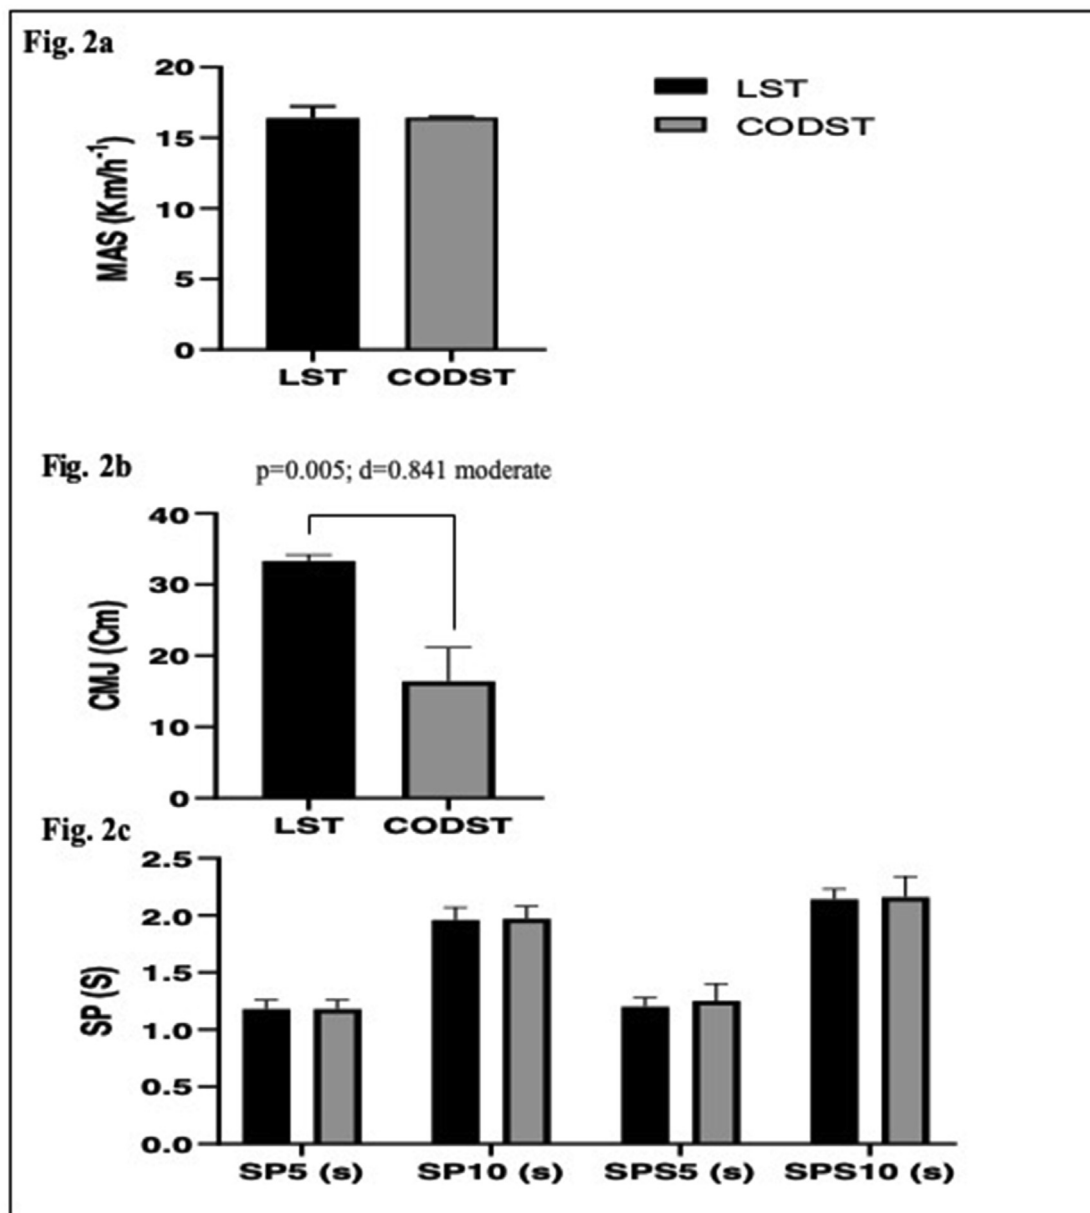 Fig. 2a
20
15
10
5
0
MAS (Km/h⁻¹)
LST
CODST
LST
CODST
Fig. 2b
p=0.005; d=0.841 moderate
40
30
20
10
0
CMJ (Cm)
LST
CODST
Fig. 2c
2.5
2.0
1.5
1.0
0.5
0.0
SP (S)
SP5 (s)
SP10 (s)
SPS5 (s)
SPS10 (s)